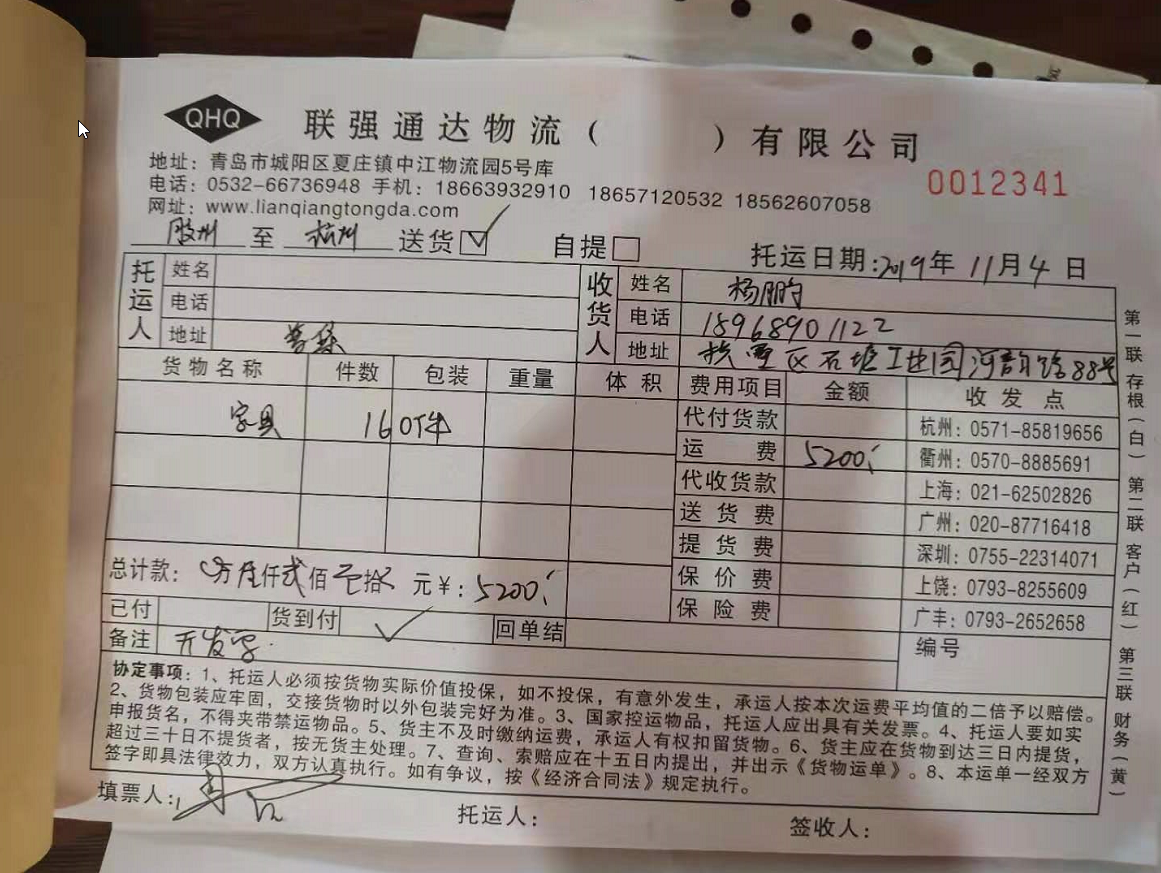 QHQ
联强通达物流（　　　）有限公司
地址：青岛市城阳区夏庄镇中江物流园5号库
电话：0532-66736948 手机：18663932910 18657120532 18562607058
网址：www.lianqiangtongda.com
0012341
胶州 至 杭州 送货☑ 自提□ 托运日期：2019年11月4日
托运人
姓名
电话
地址
收货人
姓名 杨鹏
电话 18968901122
地址 拱墅区石塘工业园河韵路88号
货物名称 件数 包装 重量 体积 费用项目 金额 收发点
家具 160件
代付货款
运费 5200
代收货款
送货费
提货费
保价费
保险费
杭州：0571-85819656
衢州：0570-8885691
上海：021-62502826
广州：020-87716418
深圳：0755-22314071
上饶：0793-8255609
广丰：0793-2652658
编号
总计款： 万 仟贰佰 拾 元￥：5200
已付 货到付 ✓ 回单结
备注
协定事项：1、托运人必须按货物实际价值投保，如不投保，有意外发生，承运人按本次运费平均值的二倍予以赔偿。
2、货物包装应牢固，交接货物时以外包装完好为准。3、国家控运物品，托运人应出具有关发票。4、托运人要如实
申报货名，不得夹带禁运物品。5、货主不及时缴纳运费，承运人有权扣留货物。6、货主应在货物到达三日内提货，
超过三十日不提货者，按无货主处理。7、查询、索赔应在十五日内提出，并出示《货物运单》。8、本运单一经双方
签字即具法律效力，双方认真执行。如有争议，按《经济合同法》规定执行。
填票人： 托运人： 签收人：
第一联 存根（白） 第二联 客户（红） 第三联 财务（黄）